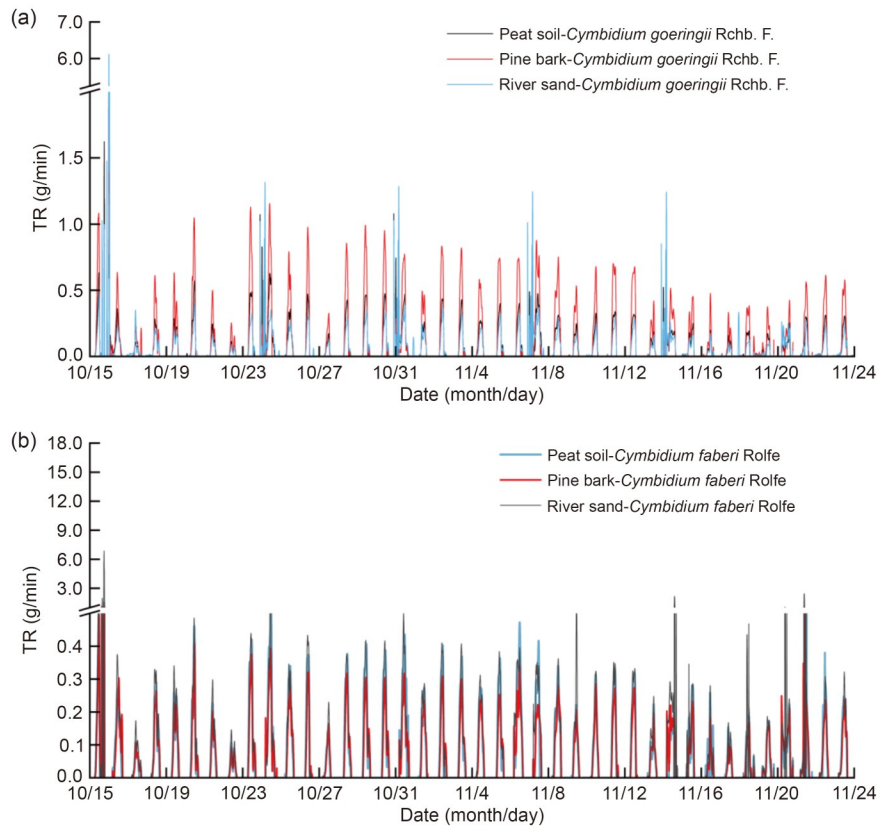 (a)
7.0
6.0
1.5
1.0
0.5
0.0
TR (g/min)
Peat soil-Cymbidium goeringii Rchb. F.
Pine bark-Cymbidium goeringii Rchb. F.
River sand-Cymbidium goeringii Rchb. F.
10/15 10/19 10/23 10/27 10/31 11/4 11/8 11/12 11/16 11/20 11/24
Date (month/day)
(b)
18.0
15.0
12.0
9.0
6.0
3.0
0.4
0.3
0.2
0.1
0.0
TR (g/min)
Peat soil-Cymbidium faberi Rolfe
Pine bark-Cymbidium faberi Rolfe
River sand-Cymbidium faberi Rolfe
10/15 10/19 10/23 10/27 10/31 11/4 11/8 11/12 11/16 11/20 11/24
Date (month/day)